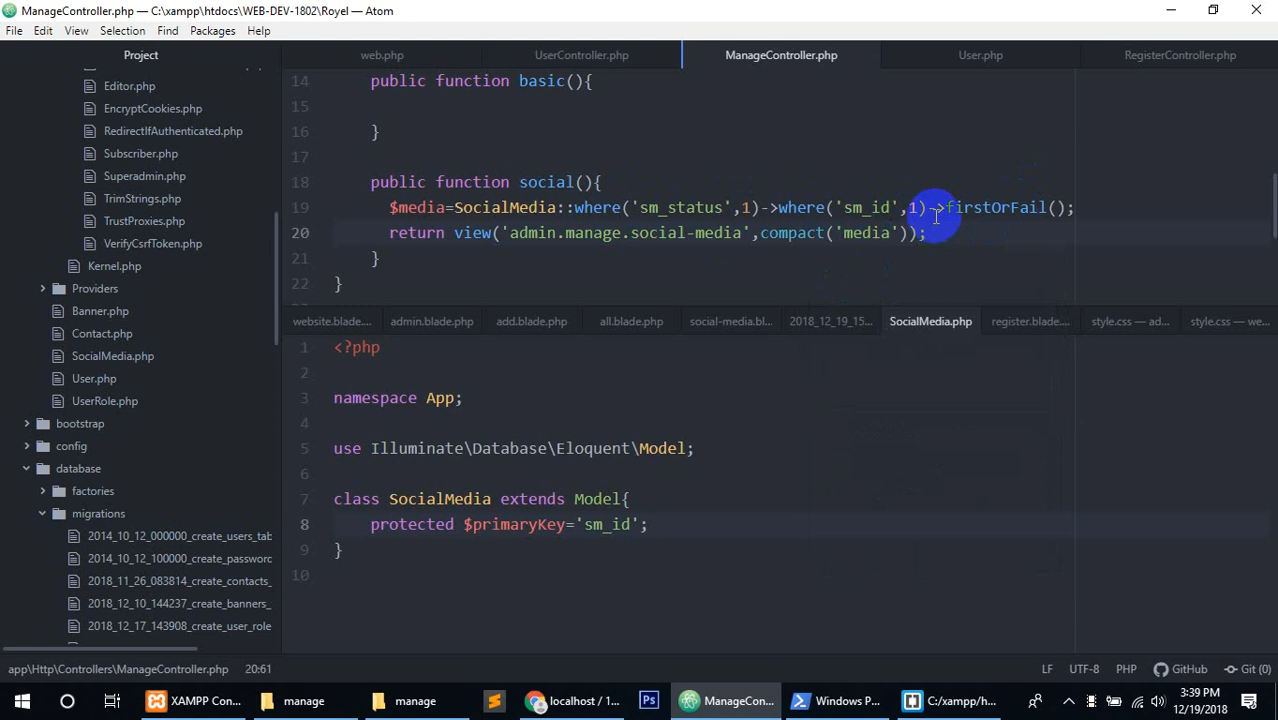 ManageController.php — C:\xampp\htdocs\WEB-DEV-1802\Royel — Atom
File Edit View Selection Find Packages Help
Project
web.php UserController.php ManageController.php User.php RegisterController.php
Editor.php
EncryptCookies.php
RedirectIfAuthenticated.php
Subscriber.php
Superadmin.php
TrimStrings.php
TrustProxies.php
VerifyCsrfToken.php
Kernel.php
Providers
Banner.php
Contact.php
SocialMedia.php
User.php
UserRole.php
bootstrap
config
database
factories
migrations
2014_10_12_000000_create_users_tab
2014_10_12_100000_create_password
2018_11_26_083814_create_contacts_
2018_12_10_144237_create_banners_
2018_12_17_143908_create_user_role
14 public function basic(){
15
16 }
17
18 public function social(){
19 $media=SocialMedia::where('sm_status',1)->where('sm_id',1)->firstOrFail();
20 return view('admin.manage.social-media',compact('media'));
21 }
22 }
website.blade.... admin.blade.php add.blade.php all.blade.php social-media.bl... 2018_12_19_15... SocialMedia.php register.blade.... style.css — ad... style.css — we...
1 <?php
2
3 namespace App;
4
5 use Illuminate\Database\Eloquent\Model;
6
7 class SocialMedia extends Model{
8 protected $primaryKey='sm_id';
9 }
10
app\Http\Controllers\ManageController.php 20:61 LF UTF-8 PHP GitHub Git (0)
XAMPP Con... manage manage localhost / 1... Ps ManageCon... Windows P... C:/xampp/h... 3:39 PM
12/19/2018